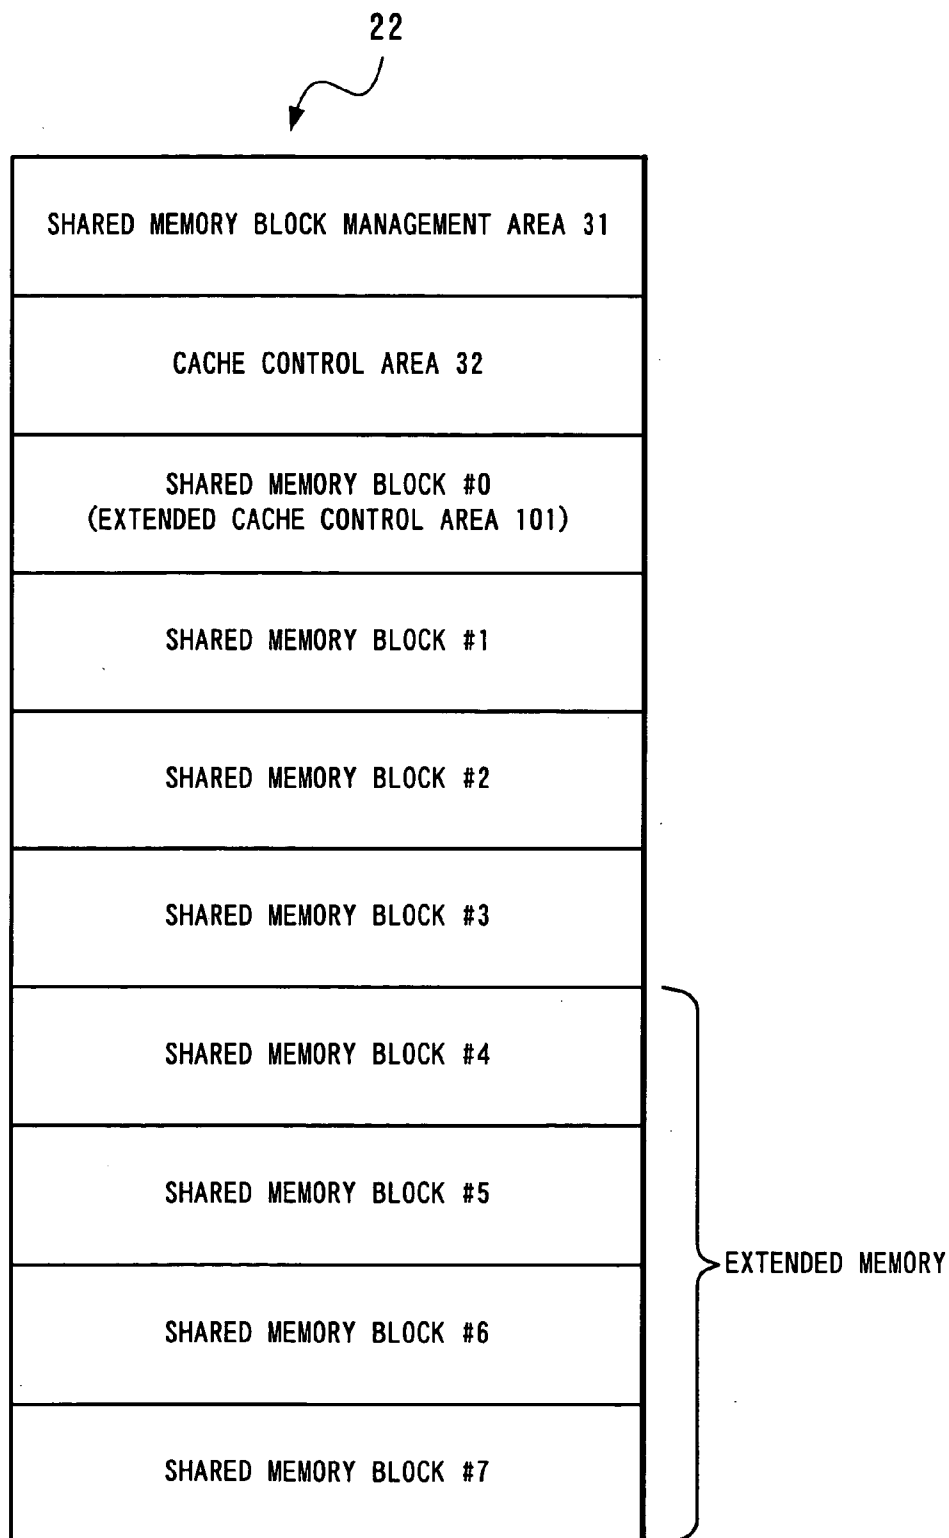 22
SHARED MEMORY BLOCK MANAGEMENT AREA 31
CACHE CONTROL AREA 32
SHARED MEMORY BLOCK #0
(EXTENDED CACHE CONTROL AREA 101)
SHARED MEMORY BLOCK #1
SHARED MEMORY BLOCK #2
SHARED MEMORY BLOCK #3
SHARED MEMORY BLOCK #4
SHARED MEMORY BLOCK #5
EXTENDED MEMORY
SHARED MEMORY BLOCK #6
SHARED MEMORY BLOCK #7